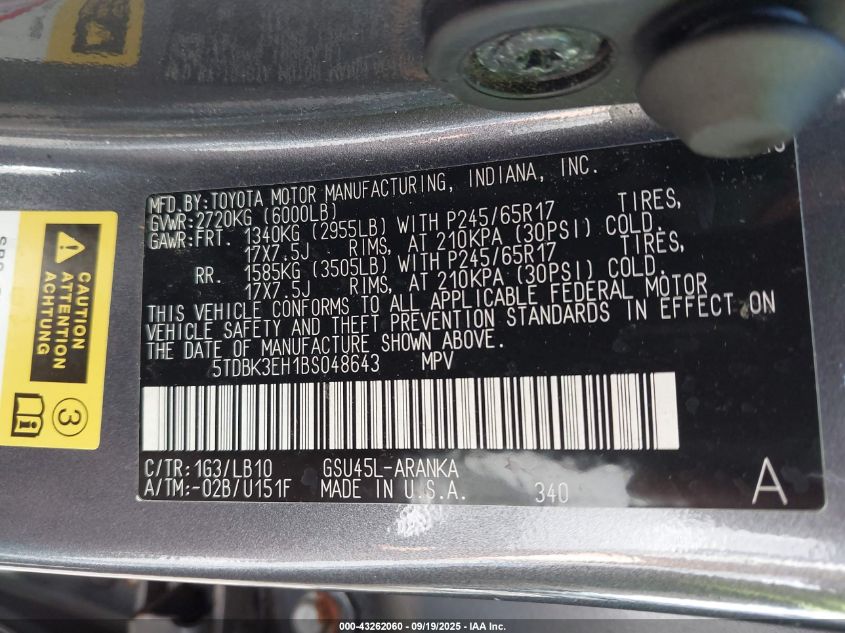 MFD.BY:TOYOTA MOTOR MANUFACTURING, INDIANA, INC.
GVWR:2720KG (6000LB)
GAWR:FRT. 1340KG (2955LB) WITH P245/65R17 TIRES,
17X7.5J RIMS, AT 210KPA (30PSI) COLD.
RR. 1585KG (3505LB) WITH P245/65R17 TIRES,
17X7.5J RIMS, AT 210KPA (30PSI) COLD.
THIS VEHICLE CONFORMS TO ALL APPLICABLE FEDERAL MOTOR
VEHICLE SAFETY AND THEFT PREVENTION STANDARDS IN EFFECT ON
THE DATE OF MANUFACTURE SHOWN ABOVE.
5TDBK3EH1BS048643 MPV
C/TR:1G3/LB10 GSU45L-ARANKA
A/TM:-02B/U151F MADE IN U.S.A. 340 A
CAUTION
ATTENTION
ACHTUNG
3
000-43262060 - 09/19/2025 - IAA Inc.